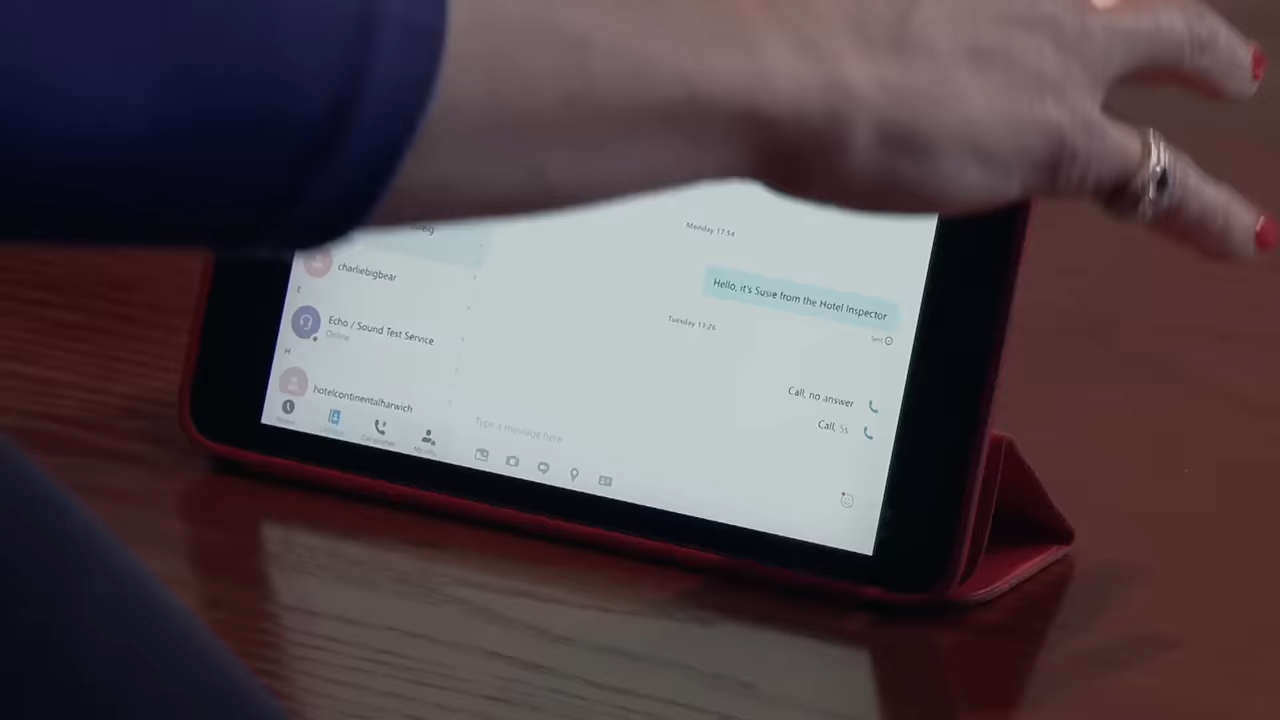 charliebigbear
E
Echo / Sound Test Service
Online
H
hotelcontinentalharwich
Monday 17:54
Hello, it's Susie from the Hotel Inspector
Sent
Tuesday 13:26
Call, no answer
Call, 5s
Type a message here